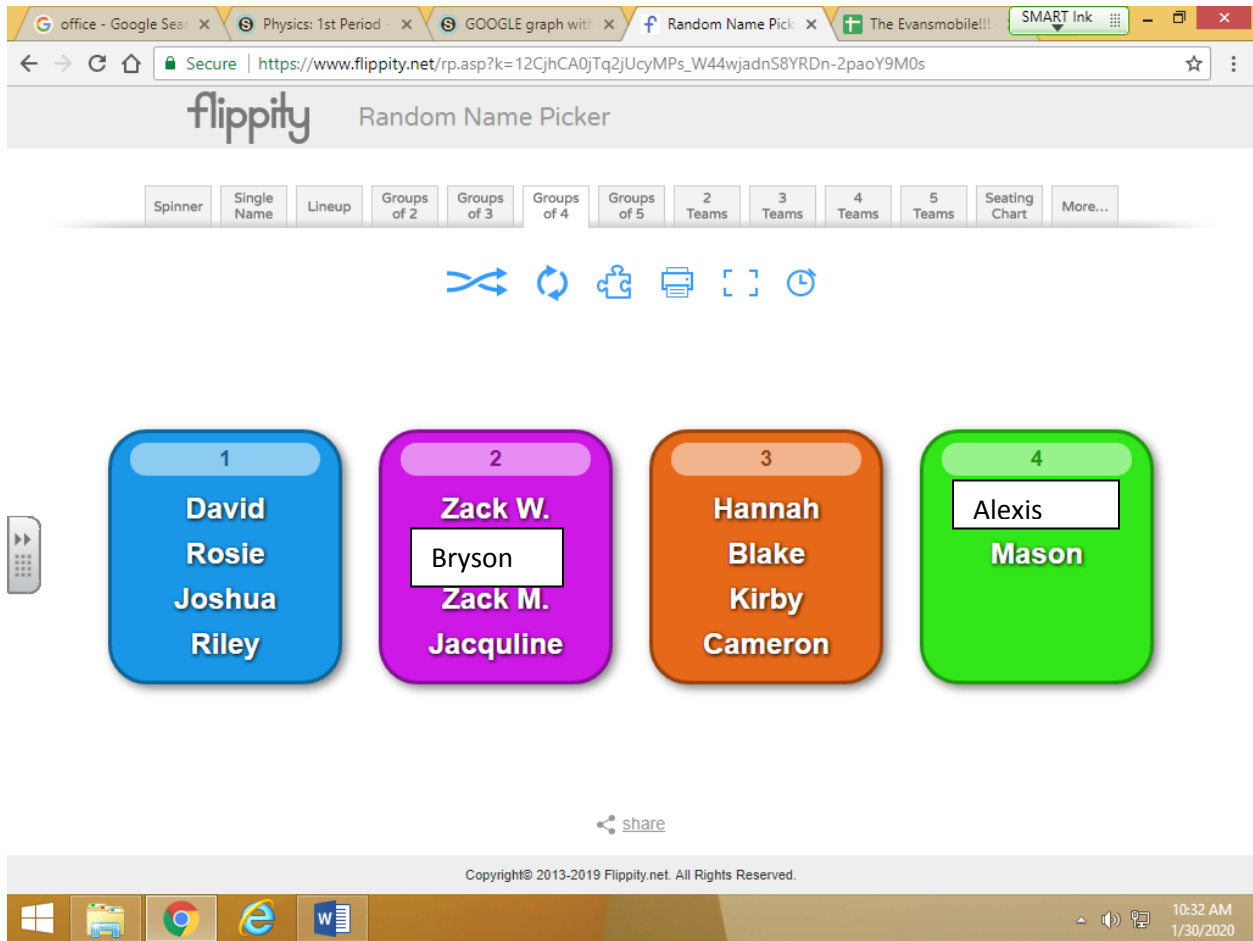 office - Google Sear
Physics: 1st Period -
GOOGLE graph with
Random Name Pick
The Evansmobile!!!
SMART Ink
Secure | https://www.flippity.net/rp.asp?k=12CjhCA0jTq2jUcyMPs_W44wjadnS8YRDn-2paoY9M0s
flippity Random Name Picker
Spinner
Single
Name
Lineup
Groups
of 2
Groups
of 3
Groups
of 4
Groups
of 5
2
Teams
3
Teams
4
Teams
5
Teams
Seating
Chart
More...
1
David
Rosie
Joshua
Riley
2
Zack W.
Bryson
Zack M.
Jacquline
3
Hannah
Blake
Kirby
Cameron
4
Alexis
Mason
share
Copyright© 2013-2019 Flippity.net. All Rights Reserved.
10:32 AM
1/30/2020